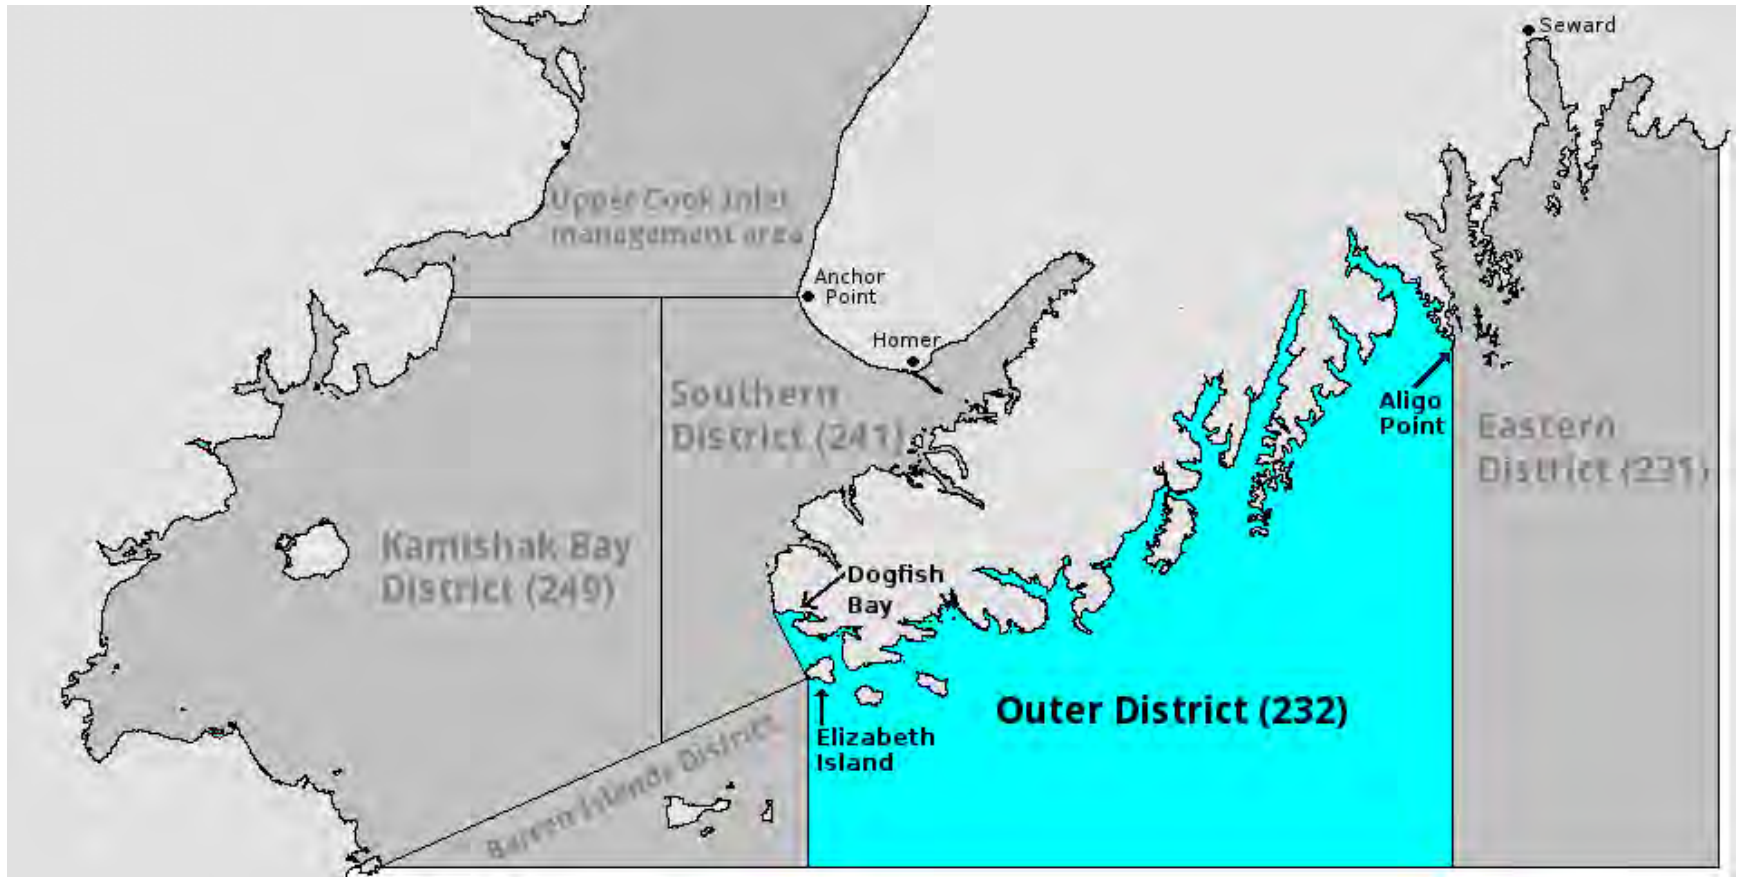 Seward
Upper Cook Inlet
management area
Anchor
Point
Homer
Southern
District (241)
Aligo
Point
Eastern
District (231)
Kamishak Bay
District (249)
Dogfish
Bay
Outer District (232)
Elizabeth
Island
Barren Islands District